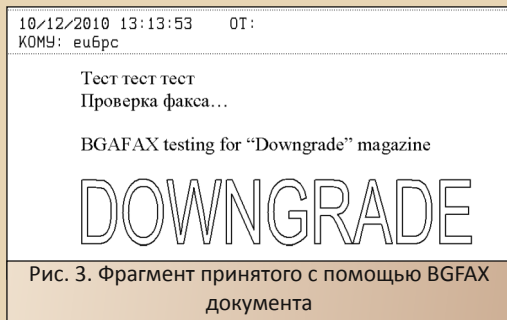 10/12/2010 13:13:53 ОТ:
КОМУ: еибрс
Тест тест тест
Проверка факса…
BGAFAX testing for “Downgrade” magazine
DOWNGRADE
Рис. 3. Фрагмент принятого с помощью BGFAX
документа